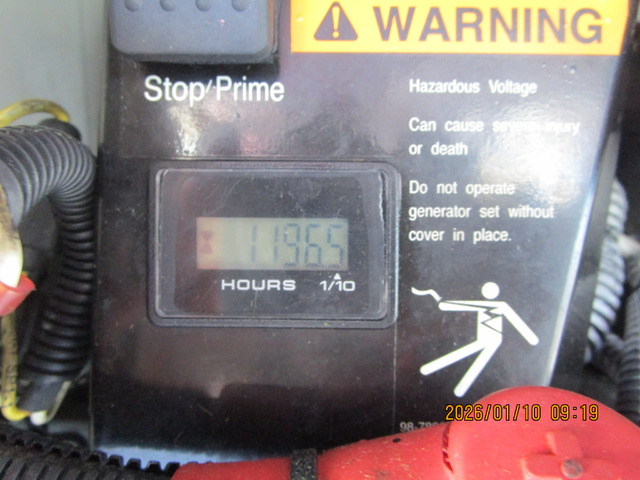 WARNING
Stop/Prime
Hazardous Voltage
Can cause severe injury
or death
Do not operate
generator set without
cover in place.
11965
HOURS 1/10
2026/01/10 09:19